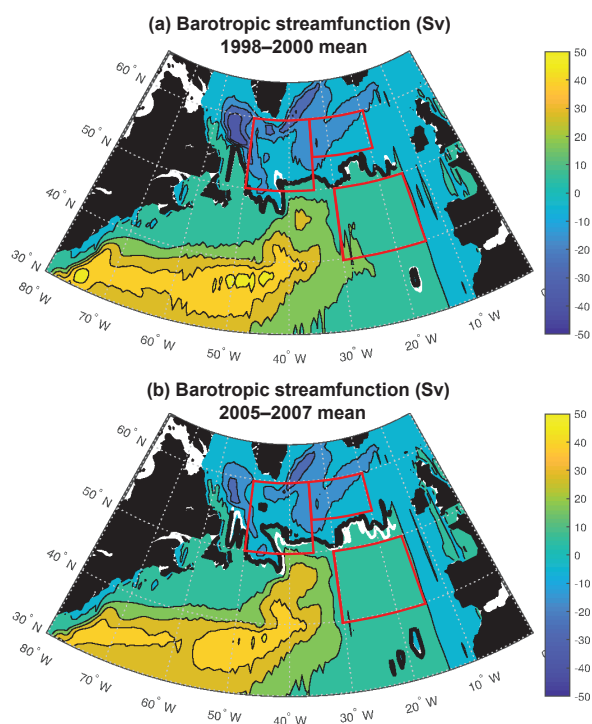 (a) Barotropic streamfunction (Sv)
1998–2000 mean
60° N
50° N
40° N
30° N
80° W
70° W
60° W
50° W
40° W
30° W
20° W
10° W
50
40
30
20
10
0
-10
-20
-30
-40
-50
(b) Barotropic streamfunction (Sv)
2005–2007 mean
60° N
50° N
40° N
30° N
80° W
70° W
60° W
50° W
40° W
30° W
20° W
10° W
50
40
30
20
10
0
-10
-20
-30
-40
-50